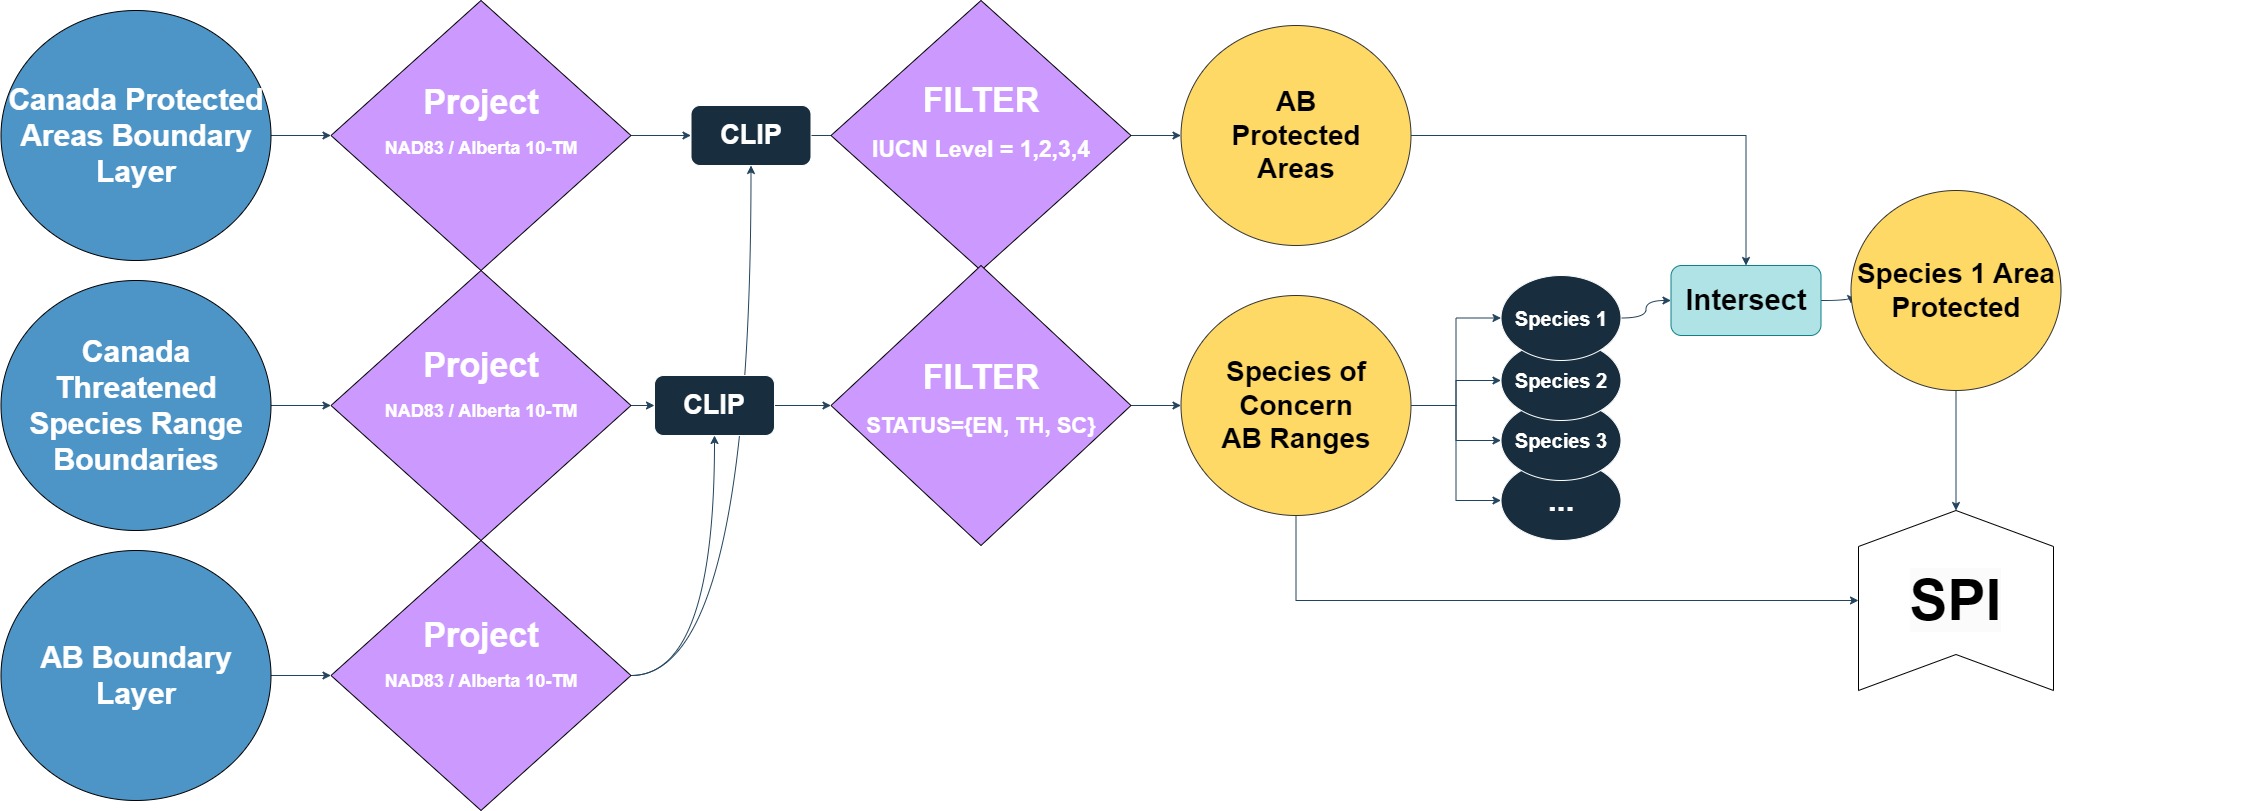 Canada Protected
Areas Boundary
Layer
Project
NAD83 / Alberta 10-TM
CLIP
FILTER
IUCN Level = 1,2,3,4
AB
Protected
Areas
Canada
Threatened
Species Range
Boundaries
Project
NAD83 / Alberta 10-TM
CLIP
FILTER
STATUS={EN, TH, SC}
Species of
Concern
AB Ranges
Species 1
Species 2
Species 3
...
Intersect
Species 1 Area
Protected
AB Boundary
Layer
Project
NAD83 / Alberta 10-TM
SPI